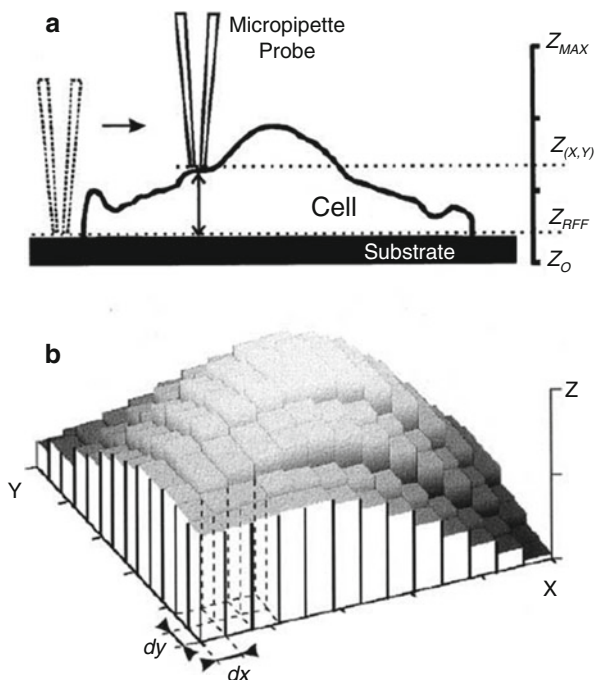 a
Micropipette
Probe
Z_MAX
Z_(X,Y)
Cell
Z_RFF
Substrate
Z_O
b
Z
Y
X
dy
dx